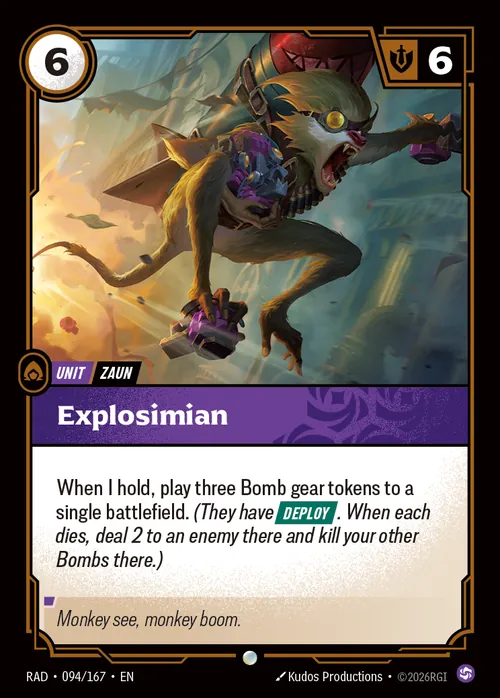 6
6
UNIT ZAUN
Explosimian
When I hold, play three Bomb gear tokens to a
single battlefield. (They have DEPLOY. When each
dies, deal 2 to an enemy there and kill your other
Bombs there.)
Monkey see, monkey boom.
RAD • 094/167 • EN
Kudos Productions • ©2026RGI